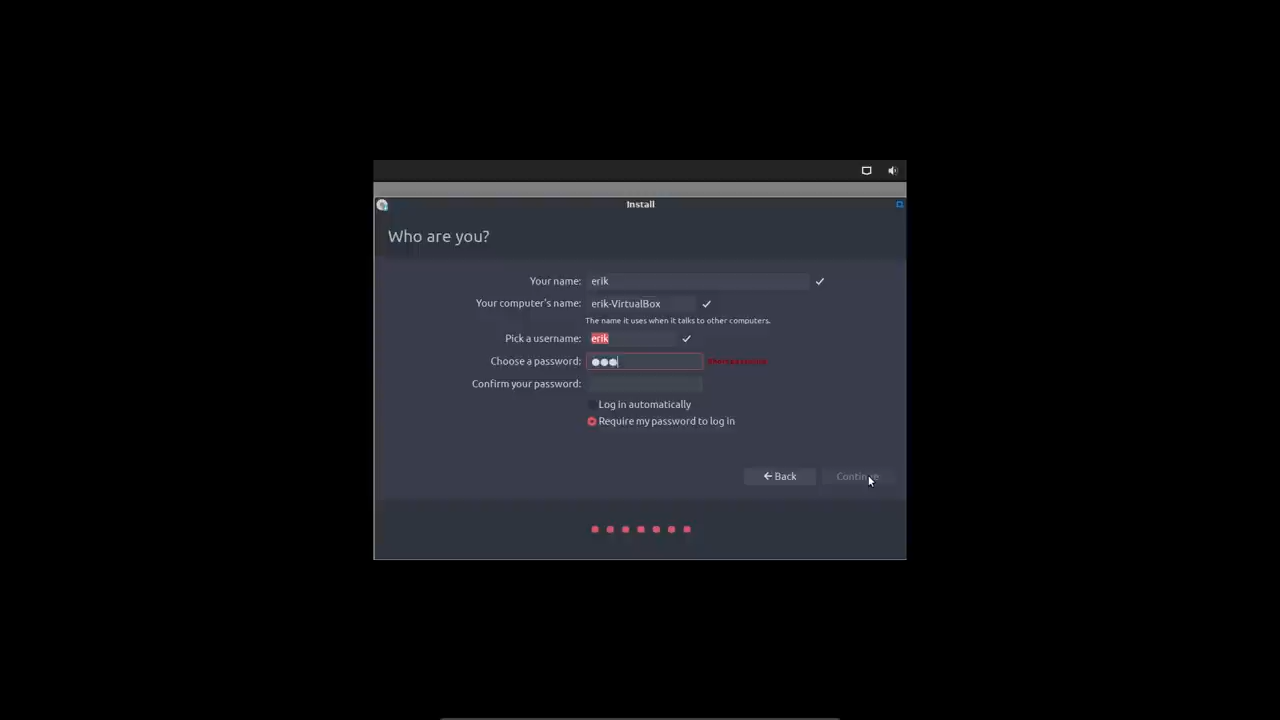 Install
Who are you?
Your name: erik
Your computer's name: erik-VirtualBox
The name it uses when it talks to other computers.
Pick a username: erik
Choose a password:
Confirm your password:
Log in automatically
Require my password to log in
Back Continue